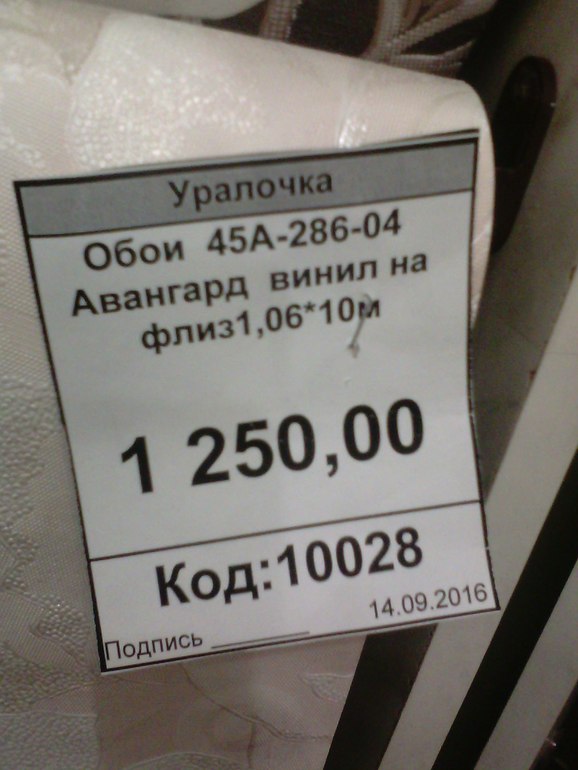 Уралочка
Обои 45А-286-04
Авангард винил на
флиз1,06*10м
1 250,00
Код:10028
14.09.2016
Подпись